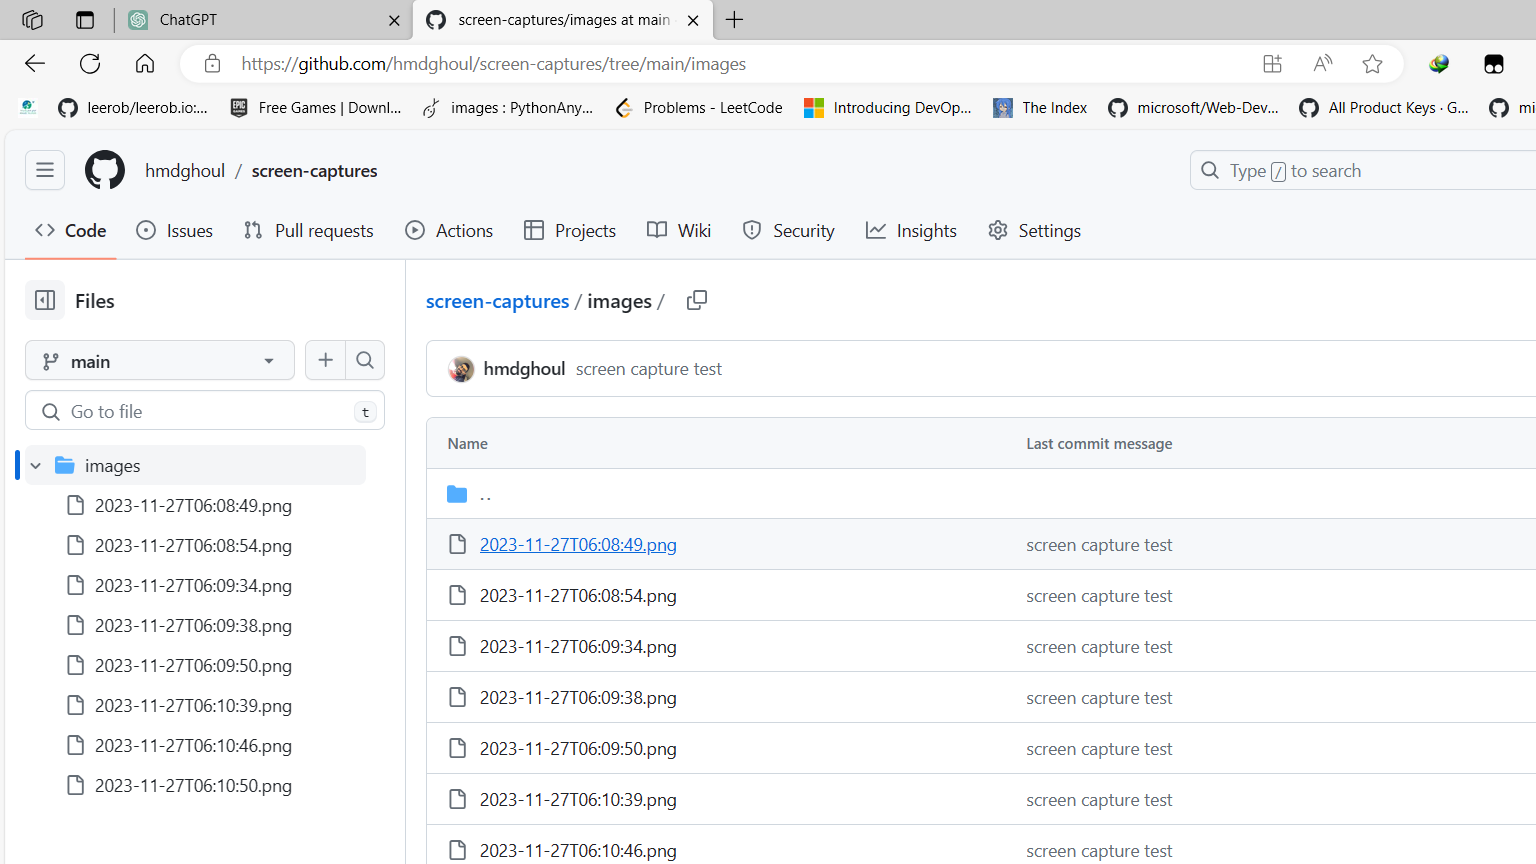 ChatGPT
screen-captures/images at main
https://github.com/hmdghoul/screen-captures/tree/main/images
leerob/leerob.io:...
EPIC GAMES
Free Games | Downl...
images : PythonAny...
Problems - LeetCode
Introducing DevOp...
The Index
microsoft/Web-Dev...
All Product Keys · G...
mi
hmdghoul / screen-captures
Type / to search
Code
Issues
Pull requests
Actions
Projects
Wiki
Security
Insights
Settings
Files
main
Go to file
t
images
2023-11-27T06:08:49.png
2023-11-27T06:08:54.png
2023-11-27T06:09:34.png
2023-11-27T06:09:38.png
2023-11-27T06:09:50.png
2023-11-27T06:10:39.png
2023-11-27T06:10:46.png
2023-11-27T06:10:50.png
screen-captures / images /
hmdghoul screen capture test
Name Last commit message
..
2023-11-27T06:08:49.png screen capture test
2023-11-27T06:08:54.png screen capture test
2023-11-27T06:09:34.png screen capture test
2023-11-27T06:09:38.png screen capture test
2023-11-27T06:09:50.png screen capture test
2023-11-27T06:10:39.png screen capture test
2023-11-27T06:10:46.png screen capture test